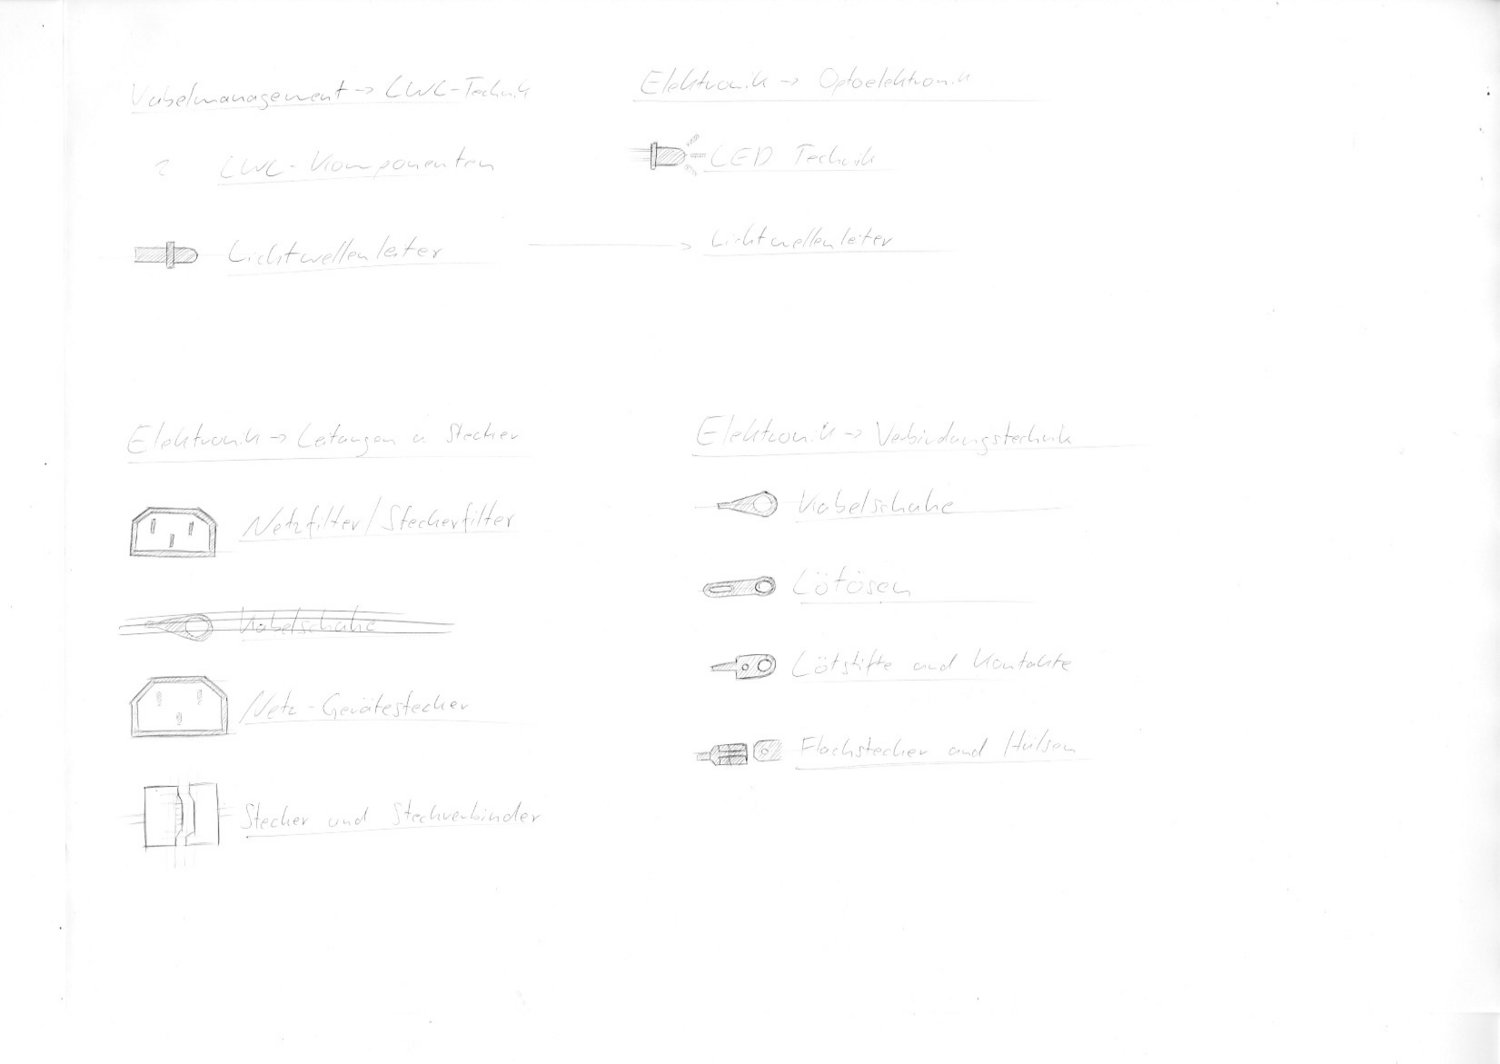 Kabelmanagement → LWL-Technik
? LWL-Komponenten
Lichtwellenleiter
Elektronik → Optoelektronik
LED Technik
Lichtwellenleiter
Elektronik → Leitungen u. Stecker
Netzfilter/Steckerfilter
Kabelschuhe
Netz-Gerätestecker
Stecker und Steckverbinder
Elektronik → Verbindungstechnik
Kabelschuhe
Lötösen
Lötstifte und Kontakte
Flachstecker und Hülsen